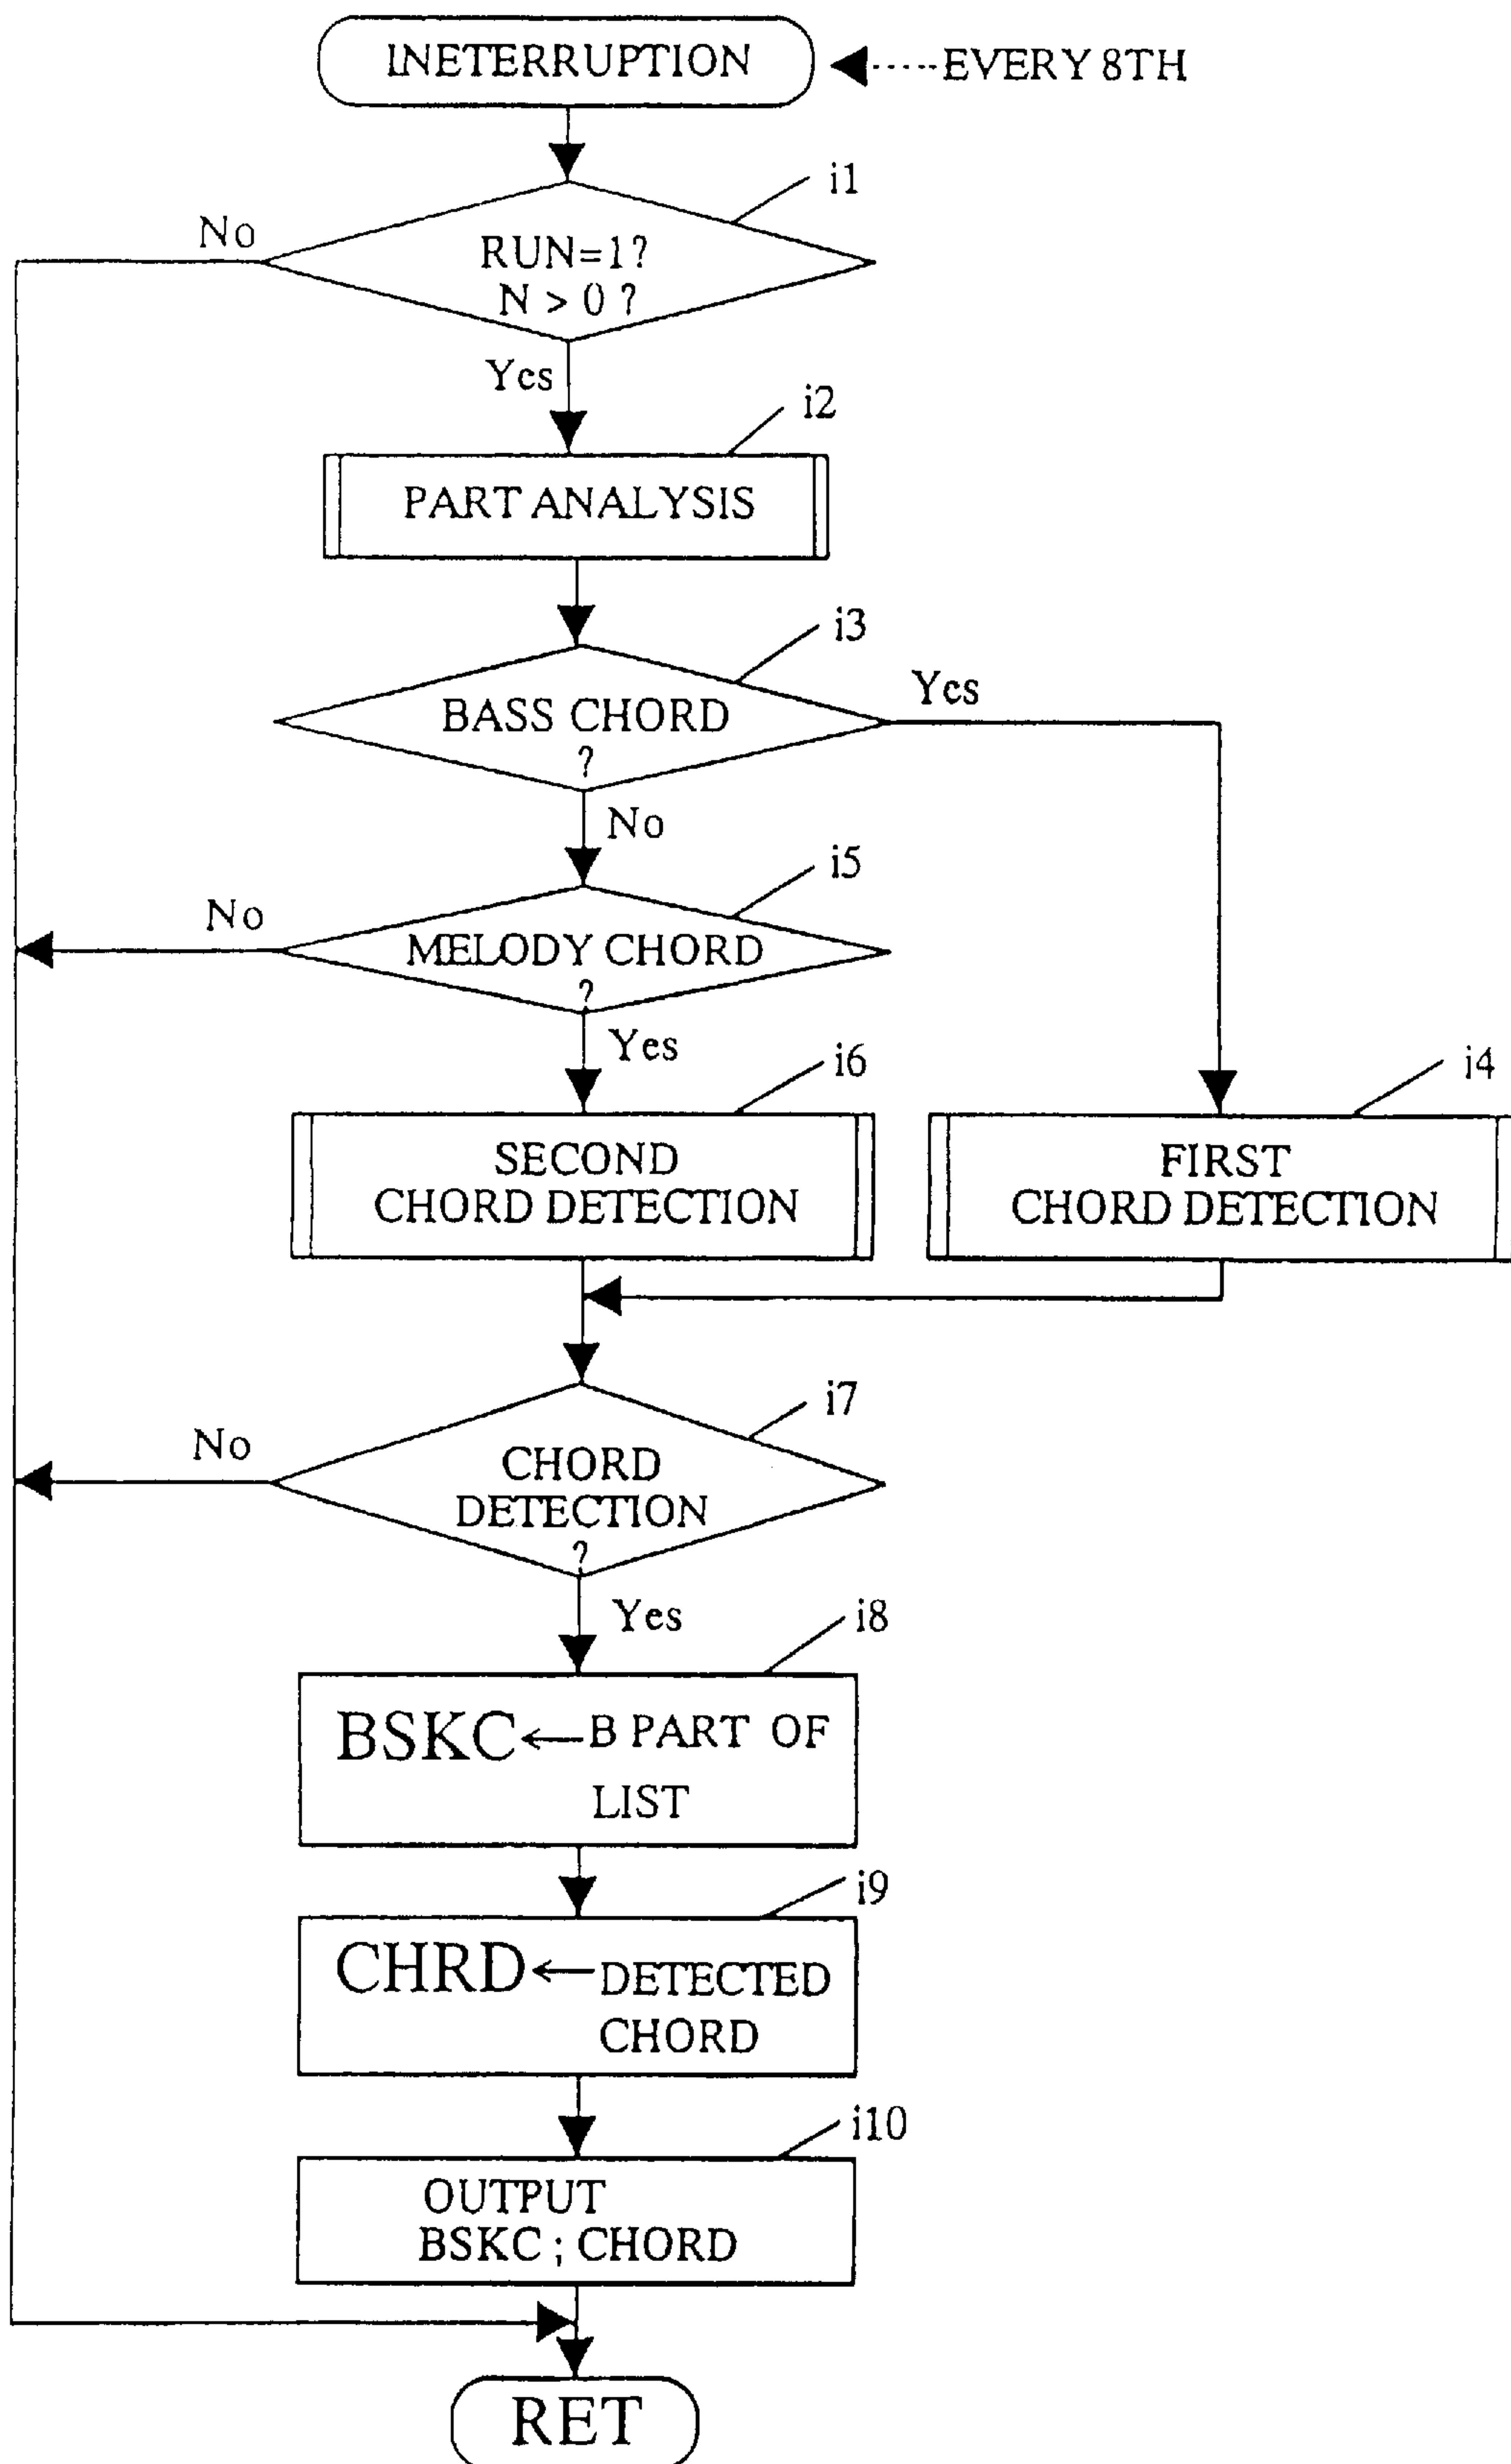 INETERRUPTION
EVERY 8TH
i1
No
RUN=1?
N > 0 ?
Yes
i2
PART ANALYSIS
i3
BASS CHORD
?
Yes
No
i5
No
MELODY CHORD
?
Yes
i6
i4
SECOND
CHORD DETECTION
FIRST
CHORD DETECTION
i7
No
CHORD
DETECTION
?
Yes
i8
BSKC ← B PART OF
LIST
i9
CHRD ← DETECTED
CHORD
i10
OUTPUT
BSKC ; CHORD
RET